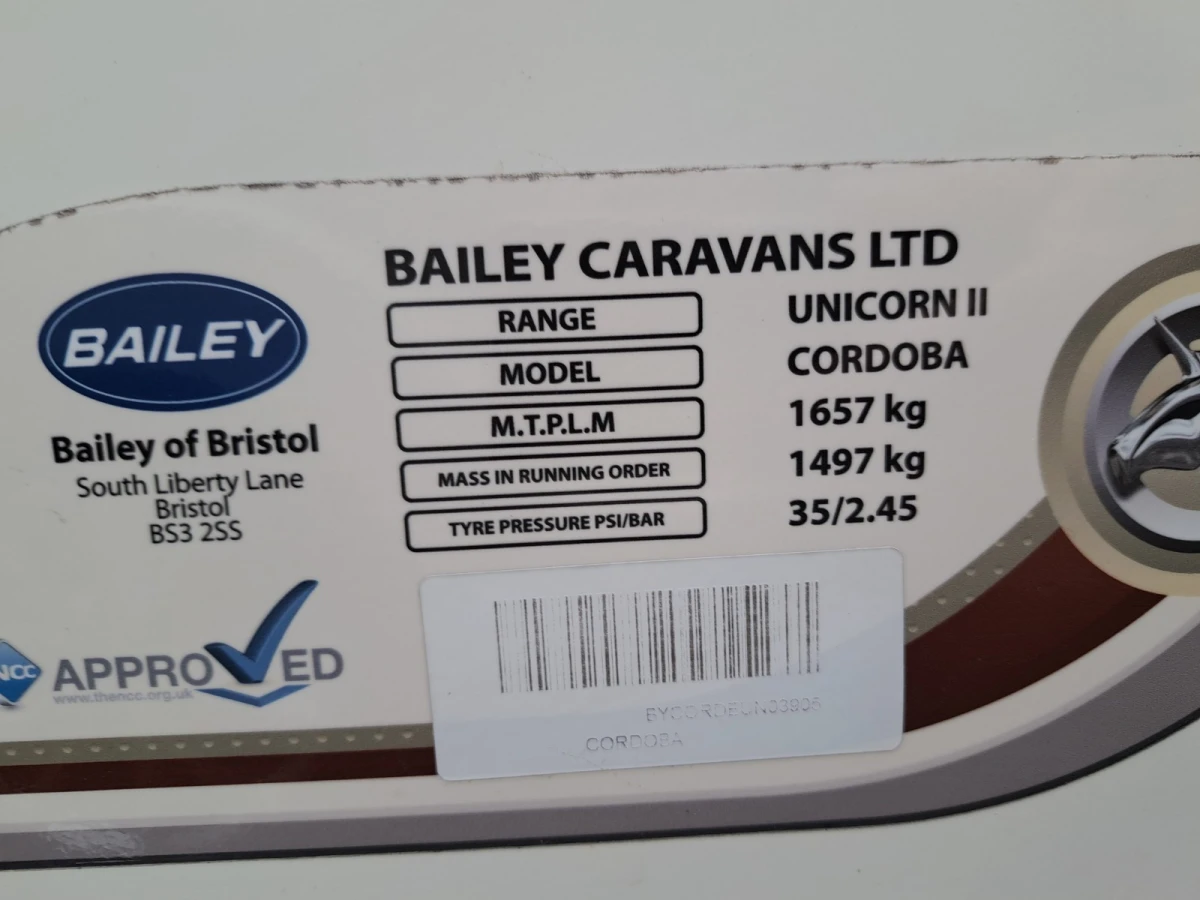 BAILEY CARAVANS LTD
BAILEY
Bailey of Bristol
South Liberty Lane
Bristol
BS3 2SS
RANGE UNICORN II
MODEL CORDOBA
M.T.P.L.M 1657 kg
MASS IN RUNNING ORDER 1497 kg
TYRE PRESSURE PSI/BAR 35/2.45
NCC APPROVED
www.thencc.org.uk
CORDOBA